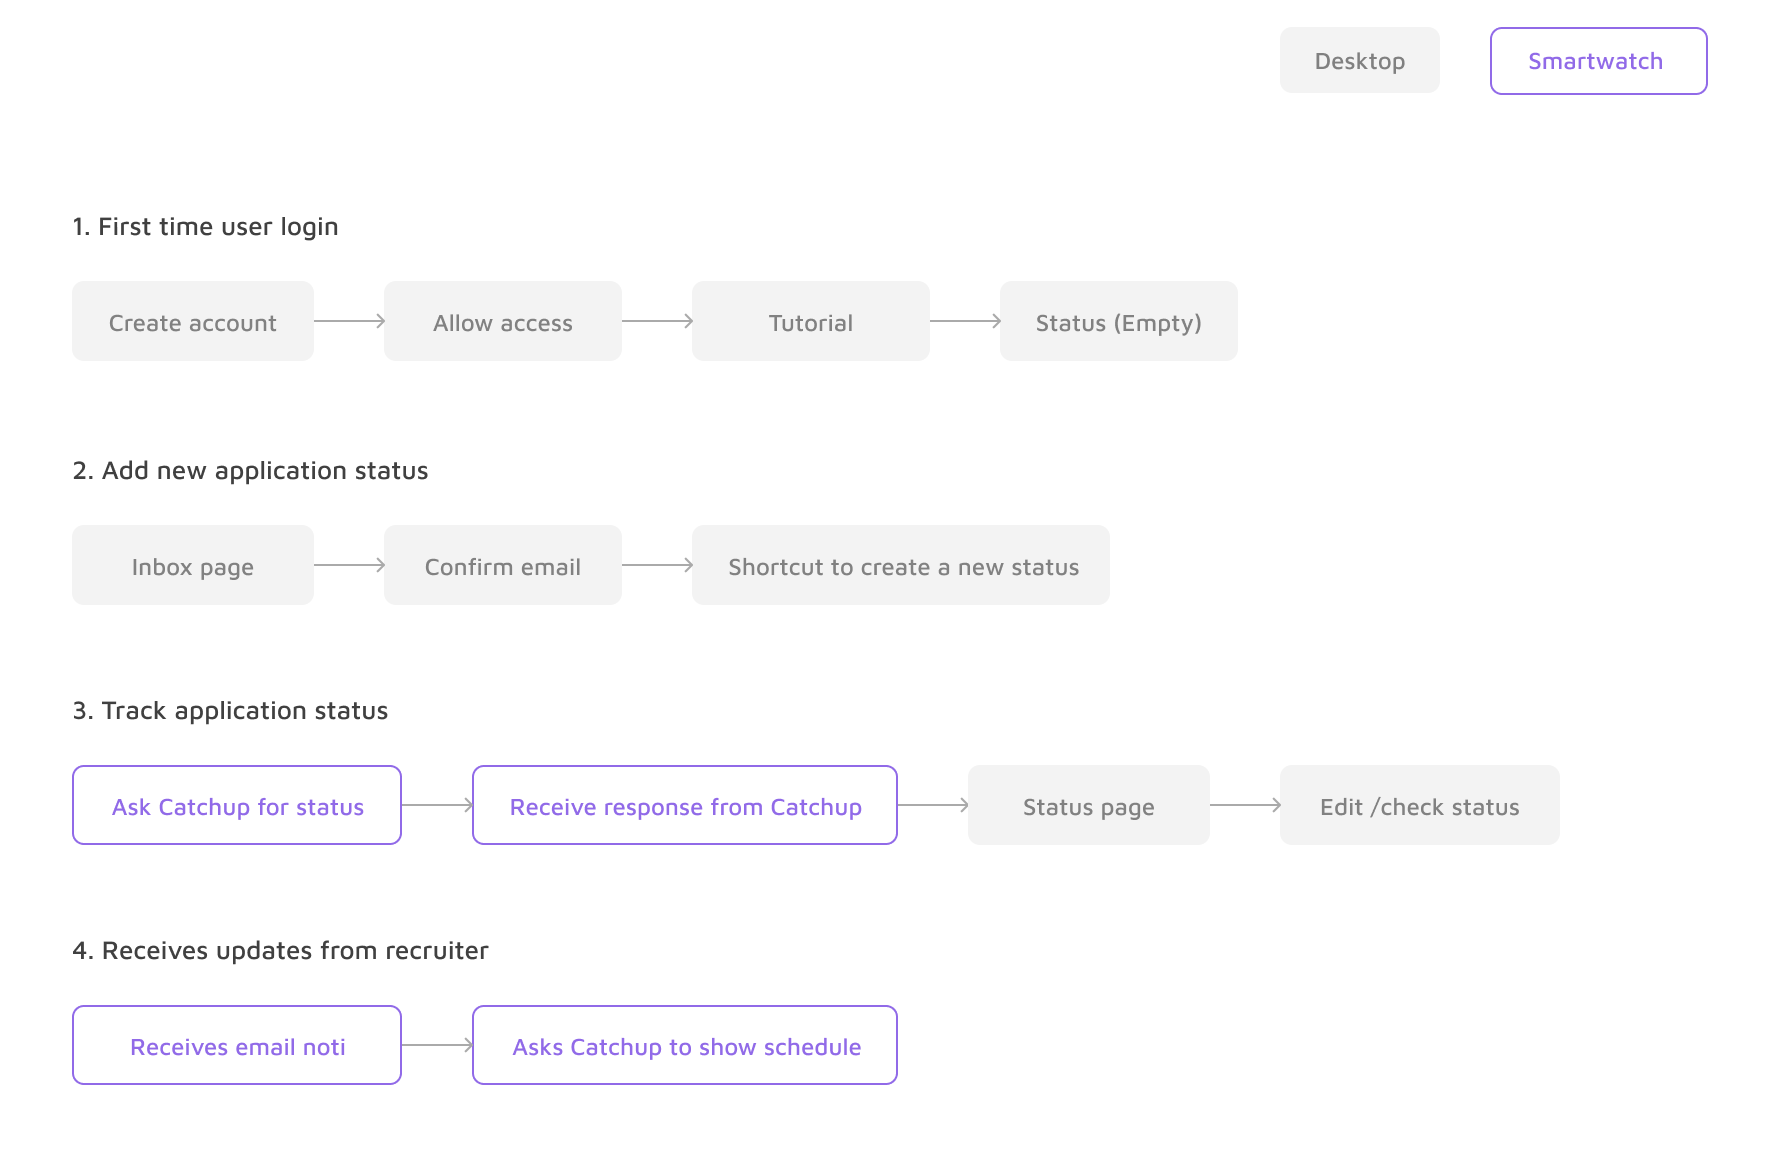 Desktop
Smartwatch
1. First time user login
Create account
Allow access
Tutorial
Status (Empty)
2. Add new application status
Inbox page
Confirm email
Shortcut to create a new status
3. Track application status
Ask Catchup for status
Receive response from Catchup
Status page
Edit /check status
4. Receives updates from recruiter
Receives email noti
Asks Catchup to show schedule